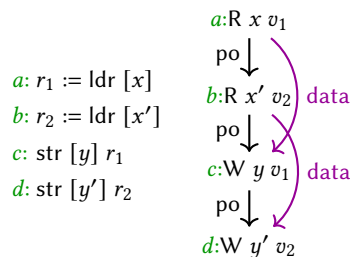 a: r₁ := ldr [x]
b: r₂ := ldr [x′]
c: str [y] r₁
d: str [y′] r₂
a:R x v₁
po
b:R x′ v₂
data
po
c:W y v₁
data
po
d:W y′ v₂